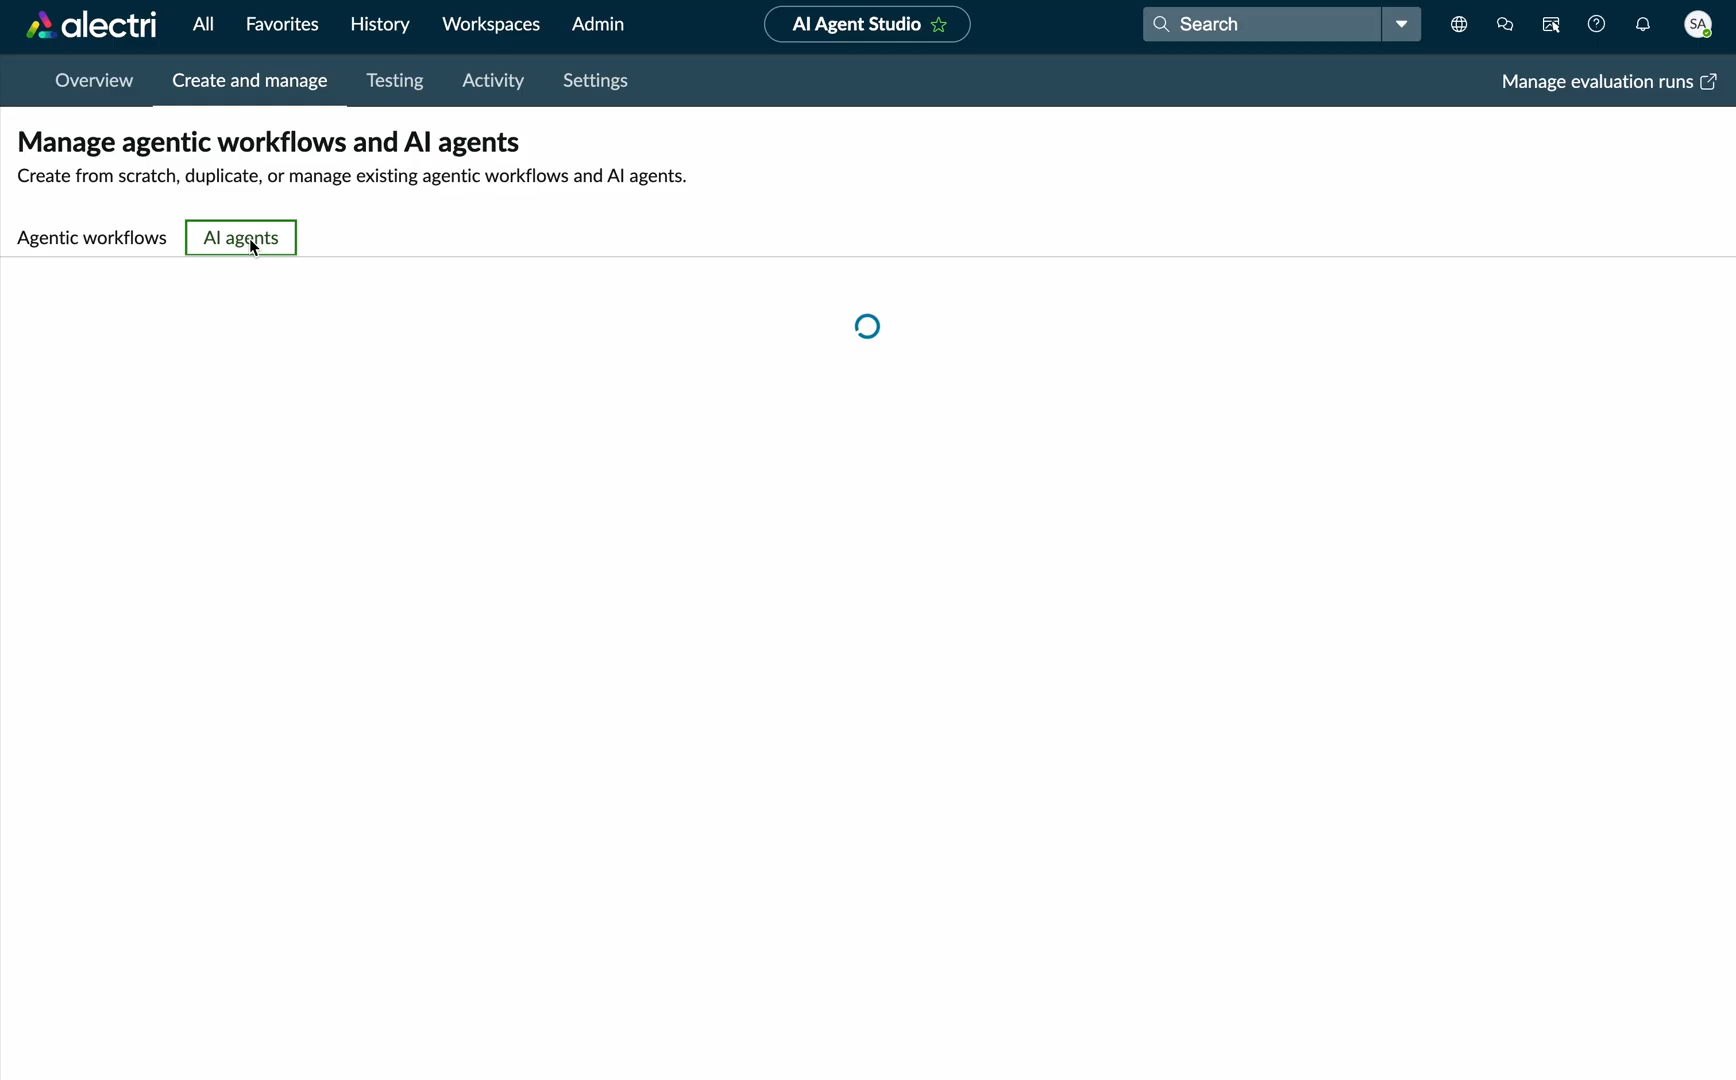 alectri All Favorites History Workspaces Admin AI Agent Studio Search SA
Overview Create and manage Testing Activity Settings Manage evaluation runs
Manage agentic workflows and AI agents
Create from scratch, duplicate, or manage existing agentic workflows and AI agents.
Agentic workflows AI agents